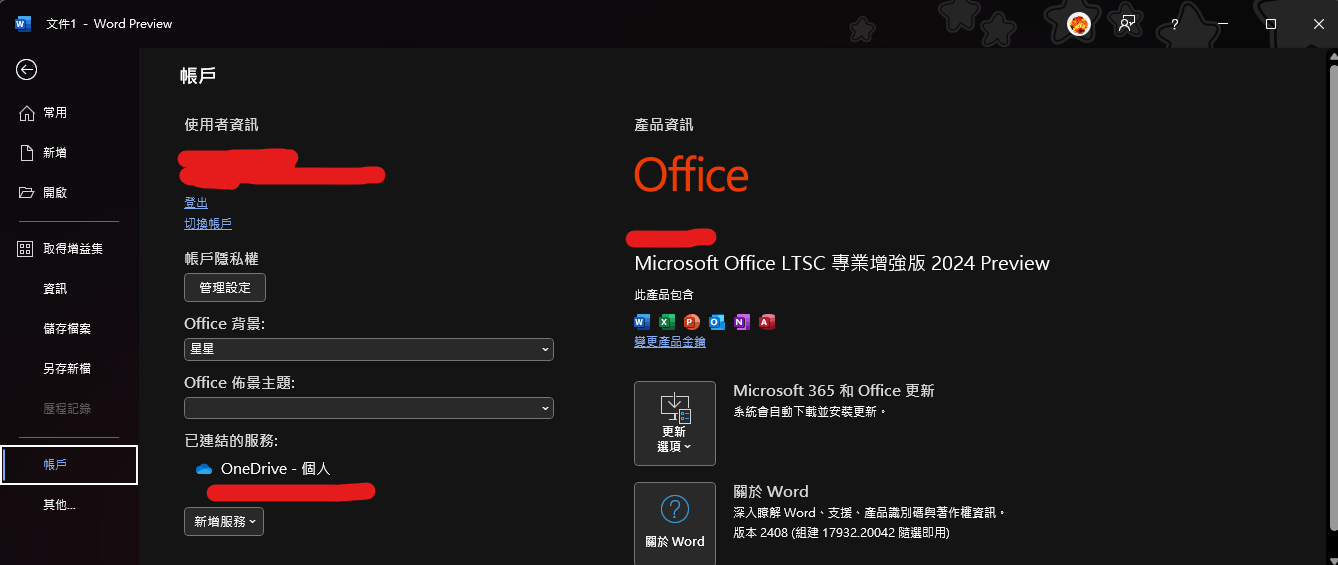 文件1 - Word Preview
?
帳戶
常用
新增
開啟
取得增益集
資訊
儲存檔案
另存新檔
歷程記錄
帳戶
其他...
使用者資訊
登出
切換帳戶
帳戶隱私權
管理設定
Office 背景:
星星
Office 佈景主題:
已連結的服務:
OneDrive - 個人
新增服務
產品資訊
Office
Microsoft Office LTSC 專業增強版 2024 Preview
此產品包含
W X P O N A
變更產品金鑰
更新
選項
Microsoft 365 和 Office 更新
系統會自動下載並安裝更新。
?
關於 Word
關於 Word
深入瞭解 Word、支援、產品識別碼與著作權資訊。
版本 2408 (組建 17932.20042 隨選即用)